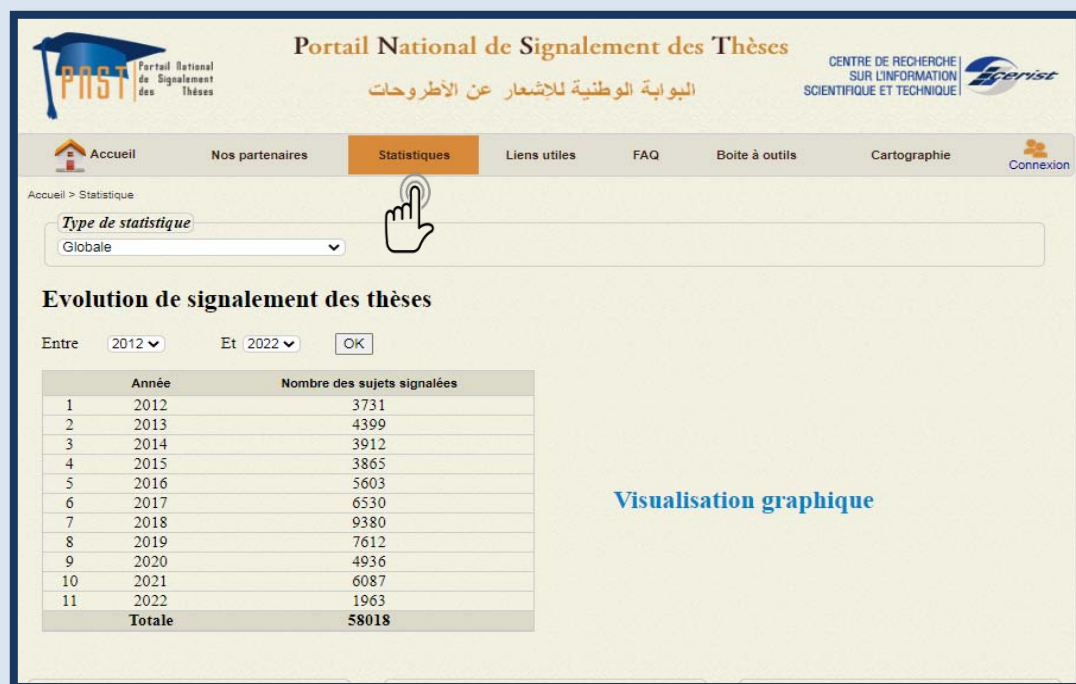 Portail National de Signalement des Thèses
البوابة الوطنية للإشعار عن الأطروحات
PNST
Portail National
de Signalement
des Thèses
CENTRE DE RECHERCHE
SUR L'INFORMATION
SCIENTIFIQUE ET TECHNIQUE
cerist
Accueil Nos partenaires Statistiques Liens utiles FAQ Boite à outils Cartographie Connexion
Accueil > Statistique
Type de statistique
Globale
Evolution de signalement des thèses
Entre 2012 Et 2022 OK
Année Nombre des sujets signalées
1 2012 3731
2 2013 4399
3 2014 3912
4 2015 3865
5 2016 5603
6 2017 6530
7 2018 9380
8 2019 7612
9 2020 4936
10 2021 6087
11 2022 1963
Totale 58018
Visualisation graphique